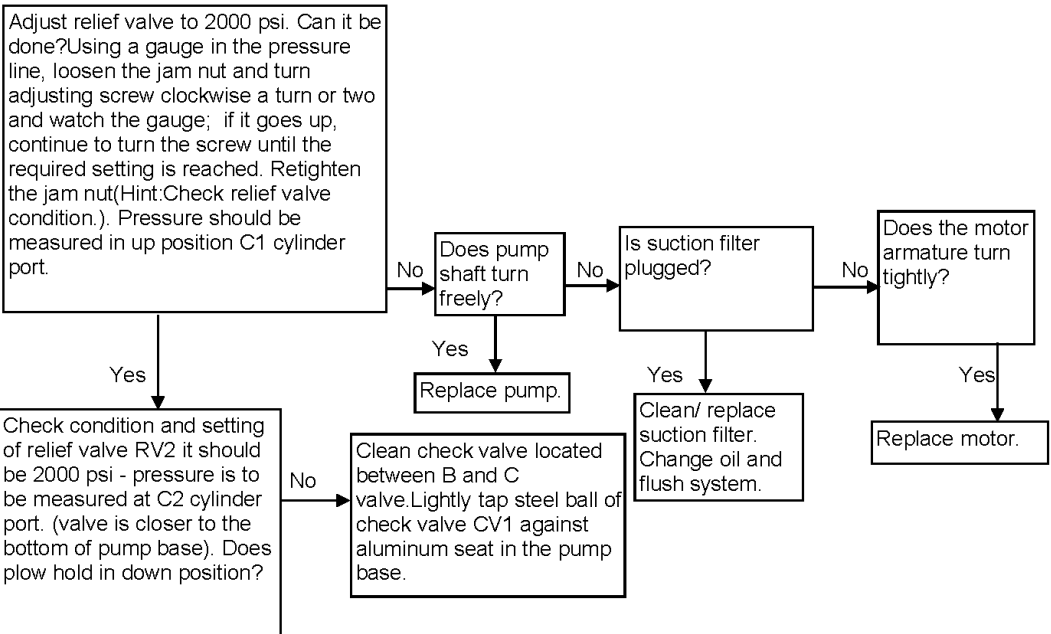 Adjust relief valve to 2000 psi. Can it be
done?Using a gauge in the pressure
line, loosen the jam nut and turn
adjusting screw clockwise a turn or two
and watch the gauge;  if it goes up,
continue to turn the screw until the
required setting is reached. Retighten
the jam nut(Hint:Check relief valve
condition.). Pressure should be
measured in up position C1 cylinder
port.
No
Does pump
shaft turn
freely?
No
Is suction filter
plugged?
No
Does the motor
armature turn
tightly?
Yes
Yes
Yes
Yes
Replace pump.
Clean/ replace
suction filter.
Change oil and
flush system.
Replace motor.
Check condition and setting
of relief valve RV2 it should
be 2000 psi - pressure is to
be measured at C2 cylinder
port. (valve is closer to the
bottom of pump base). Does
plow hold in down position?
No
Clean check valve located
between B and C
valve.Lightly tap steel ball of
check valve CV1 against
aluminum seat in the pump
base.